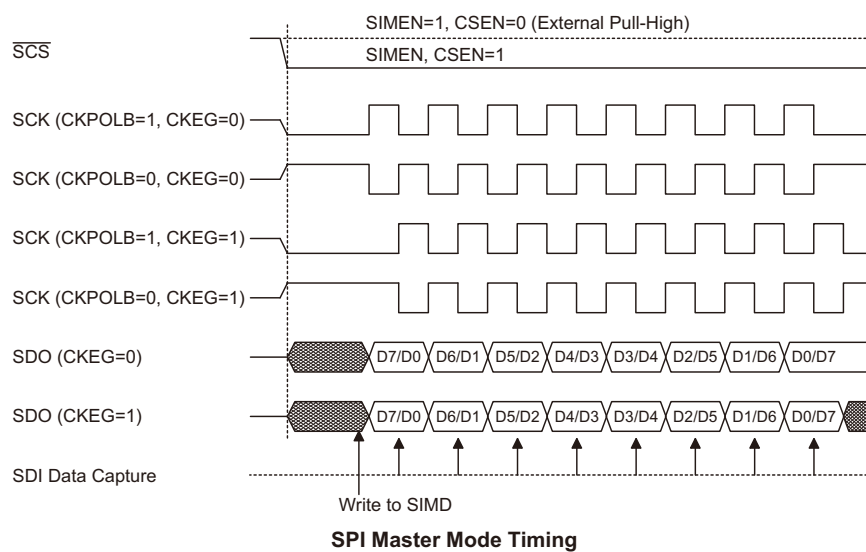 SIMEN=1, CSEN=0 (External Pull-High)
SCS
SIMEN, CSEN=1
SCK (CKPOLB=1, CKEG=0)
SCK (CKPOLB=0, CKEG=0)
SCK (CKPOLB=1, CKEG=1)
SCK (CKPOLB=0, CKEG=1)
SDO (CKEG=0) D7/D0 D6/D1 D5/D2 D4/D3 D3/D4 D2/D5 D1/D6 D0/D7
SDO (CKEG=1) D7/D0 D6/D1 D5/D2 D4/D3 D3/D4 D2/D5 D1/D6 D0/D7
SDI Data Capture
Write to SIMD
SPI Master Mode Timing